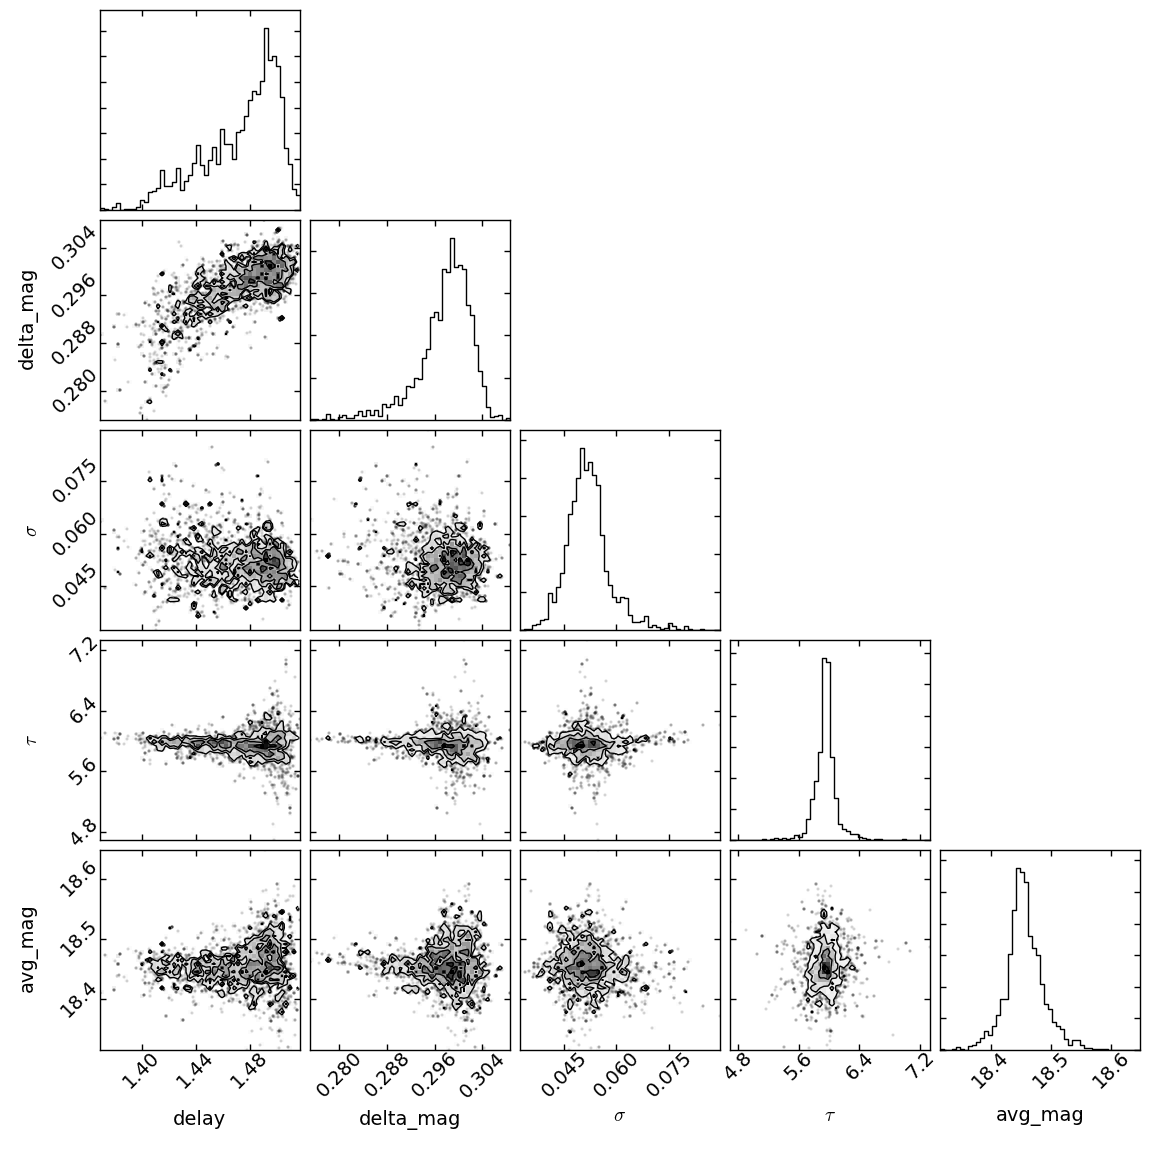 delta_mag
0.304
0.296
0.288
0.280
σ
0.075
0.060
0.045
τ
7.2
6.4
5.6
4.8
avg_mag
18.6
18.5
18.4
1.40 1.44 1.48
0.280 0.288 0.296 0.304
0.045 0.060 0.075
4.8 5.6 6.4 7.2
18.4 18.5 18.6
delay delta_mag σ τ avg_mag